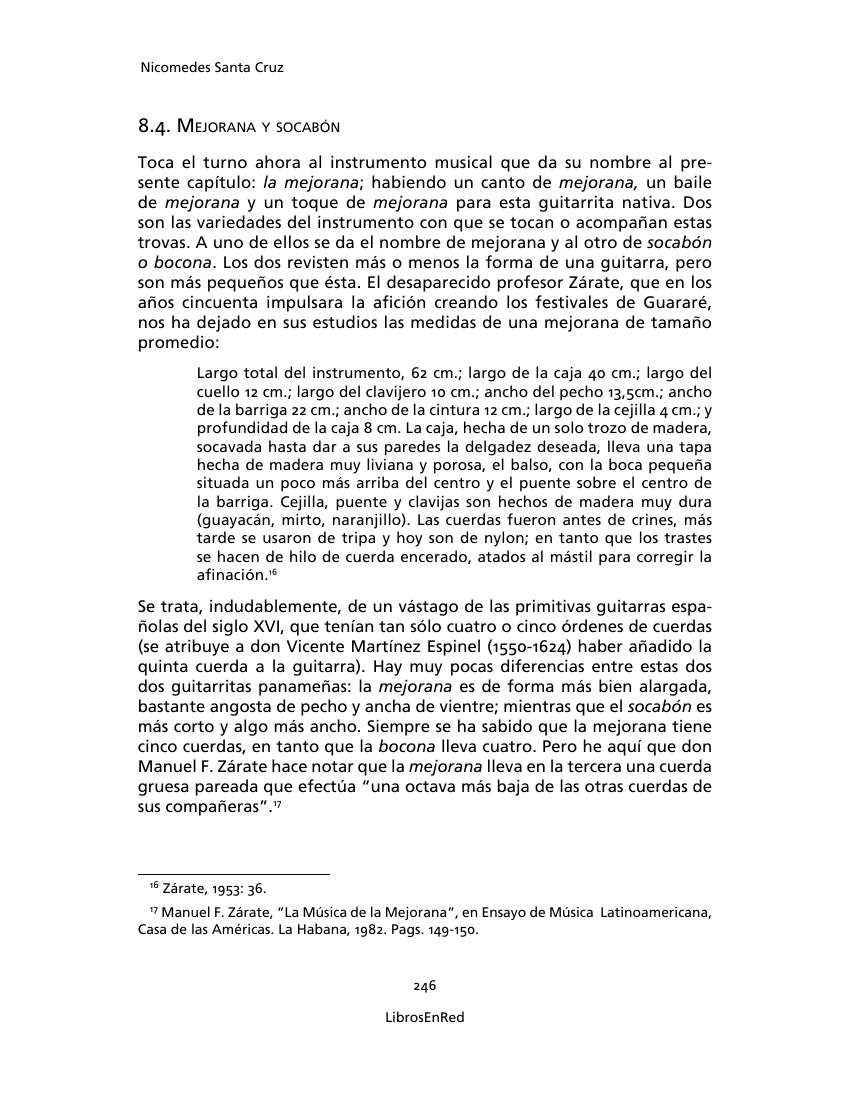 Nicomedes Santa Cruz
8.4. Mejorana y socabón
Toca el turno ahora al instrumento musical que da su nombre al pre-
sente capítulo: la mejorana; habiendo un canto de mejorana, un baile
de mejorana y un toque de mejorana para esta guitarrita nativa. Dos
son las variedades del instrumento con que se tocan o acompañan estas
trovas. A uno de ellos se da el nombre de mejorana y al otro de socabón
o bocona. Los dos revisten más o menos la forma de una guitarra, pero
son más pequeños que ésta. El desaparecido profesor Zárate, que en los
años cincuenta impulsara la afición creando los festivales de Guararé,
nos ha dejado en sus estudios las medidas de una mejorana de tamaño
promedio:
Largo total del instrumento, 62 cm.; largo de la caja 40 cm.; largo del
cuello 12 cm.; largo del clavijero 10 cm.; ancho del pecho 13,5cm.; ancho
de la barriga 22 cm.; ancho de la cintura 12 cm.; largo de la cejilla 4 cm.; y
profundidad de la caja 8 cm. La caja, hecha de un solo trozo de madera,
socavada hasta dar a sus paredes la delgadez deseada, lleva una tapa
hecha de madera muy liviana y porosa, el balso, con la boca pequeña
situada un poco más arriba del centro y el puente sobre el centro de
la barriga. Cejilla, puente y clavijas son hechos de madera muy dura
(guayacán, mirto, naranjillo). Las cuerdas fueron antes de crines, más
tarde se usaron de tripa y hoy son de nylon; en tanto que los trastes
se hacen de hilo de cuerda encerado, atados al mástil para corregir la
afinación.16
Se trata, indudablemente, de un vástago de las primitivas guitarras espa-
ñolas del siglo XVI, que tenían tan sólo cuatro o cinco órdenes de cuerdas
(se atribuye a don Vicente Martínez Espinel (1550-1624) haber añadido la
quinta cuerda a la guitarra). Hay muy pocas diferencias entre estas dos
dos guitarritas panameñas: la mejorana es de forma más bien alargada,
bastante angosta de pecho y ancha de vientre; mientras que el socabón es
más corto y algo más ancho. Siempre se ha sabido que la mejorana tiene
cinco cuerdas, en tanto que la bocona lleva cuatro. Pero he aquí que don
Manuel F. Zárate hace notar que la mejorana lleva en la tercera una cuerda
gruesa pareada que efectúa “una octava más baja de las otras cuerdas de
sus compañeras”.17
16 Zárate, 1953: 36.
17 Manuel F. Zárate, “La Música de la Mejorana”, en Ensayo de Música Latinoamericana,
Casa de las Américas. La Habana, 1982. Pags. 149-150.
246
LibrosEnRed